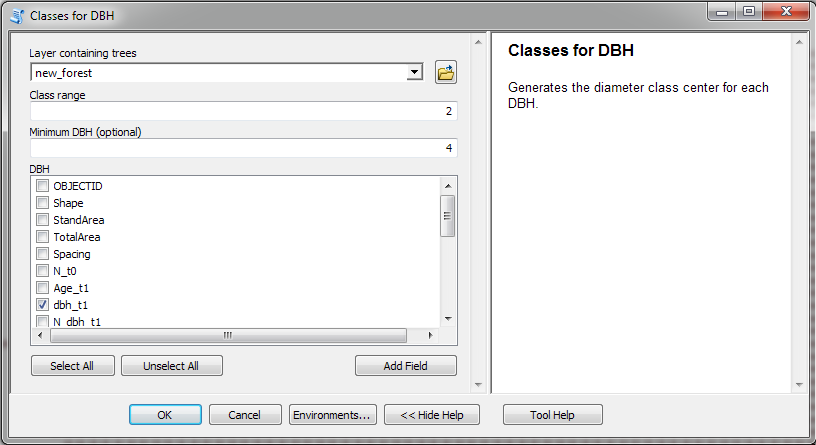 Classes for DBH
Layer containing trees
new_forest
Class range
2
Minimum DBH (optional)
4
DBH
OBJECTID
Shape
StandArea
TotalArea
Spacing
N_t0
Age_t1
dbh_t1
N_dbh_t1
Select All
Unselect All
Add Field
OK
Cancel
Environments...
<< Hide Help
Tool Help
Classes for DBH
Generates the diameter class center for each
DBH.